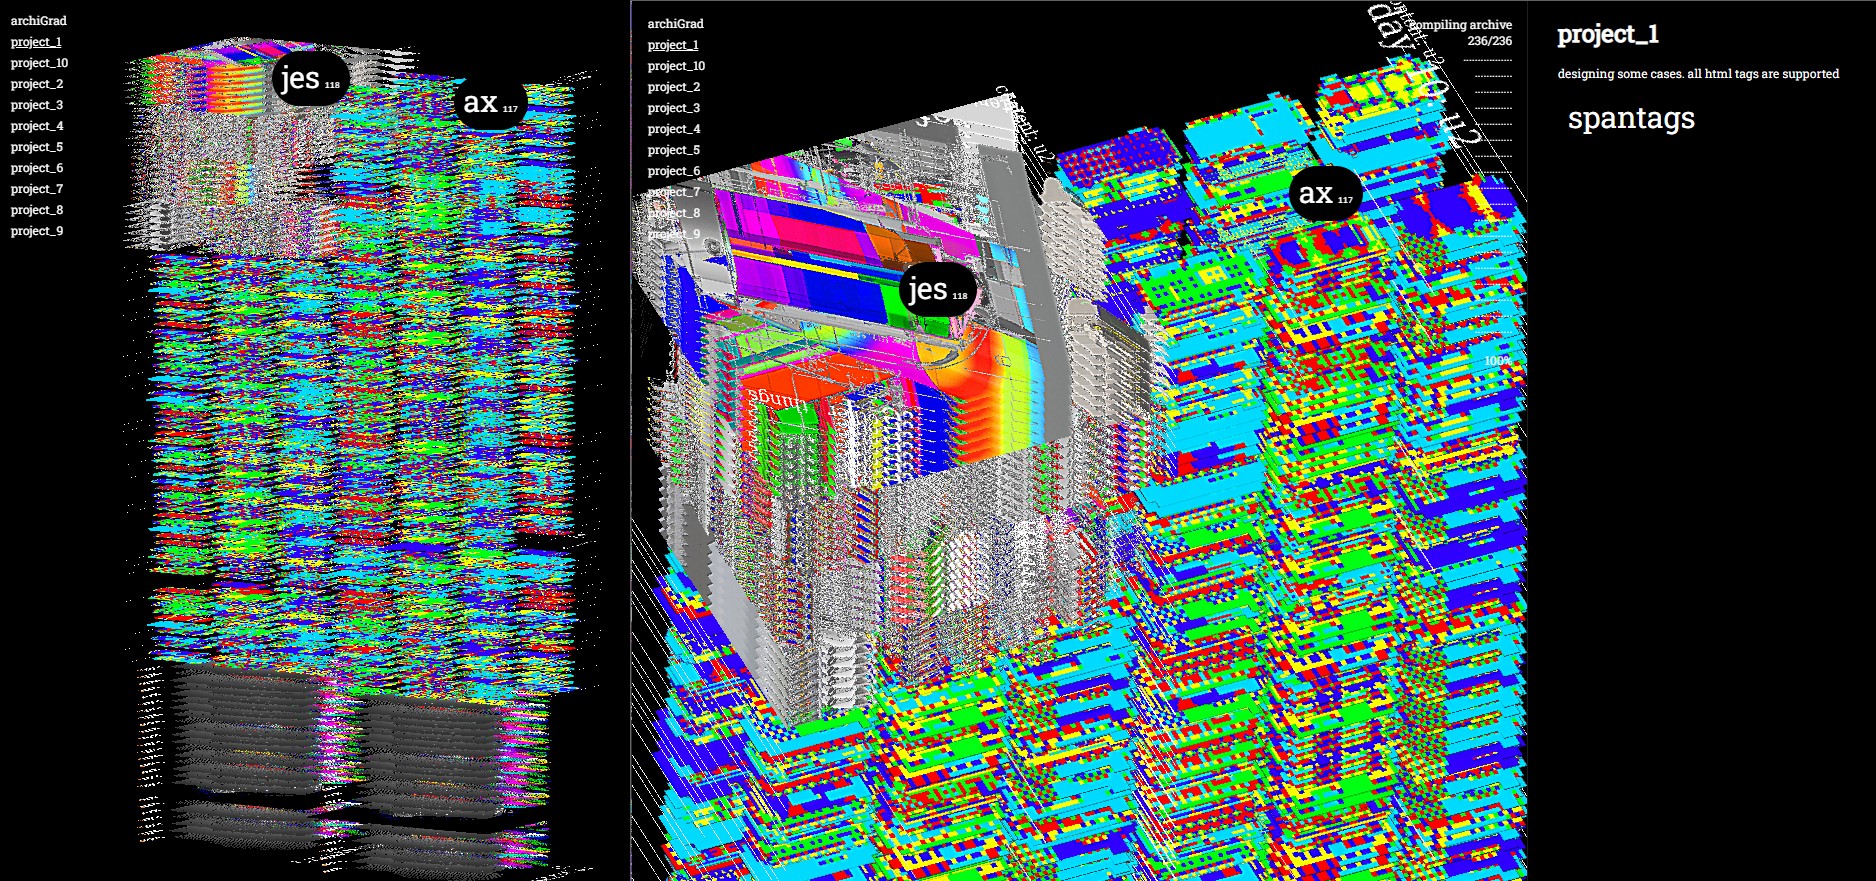 archiGrad
project_1
project_10
project_2
project_3
project_4
project_5
project_6
project_7
project_8
project_9
jes 118
ax 117
archiGrad
project_1
project_10
project_2
project_3
project_4
project_5
project_6
project_7
project_8
project_9
jes 118
ax 117
day
compiling archive
236/236
100%
project_1
designing some cases. all html tags are supported
spantags